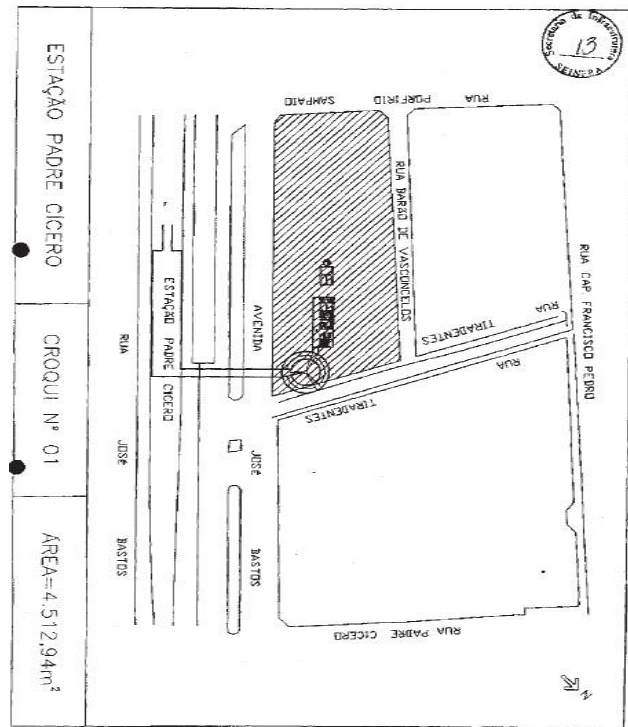 Secretaria da Infraestrutura
13
SEINFRA
RUA PORFIRIO SAMPAIO
RUA BARÃO DE VASCONCELOS
RUA CAP. FRANCISCO PEDRO
RUA TIRADENTES
RUA TIRADENTES
AVENIDA JOSÉ BASTOS
ESTAÇÃO PADRE CICERO
RUA JOSÉ BASTOS
RUA PADRE CICERO
N
ESTAÇÃO PADRE CÍCERO
CROQUI Nº 01
ÁREA=4.512,94m²